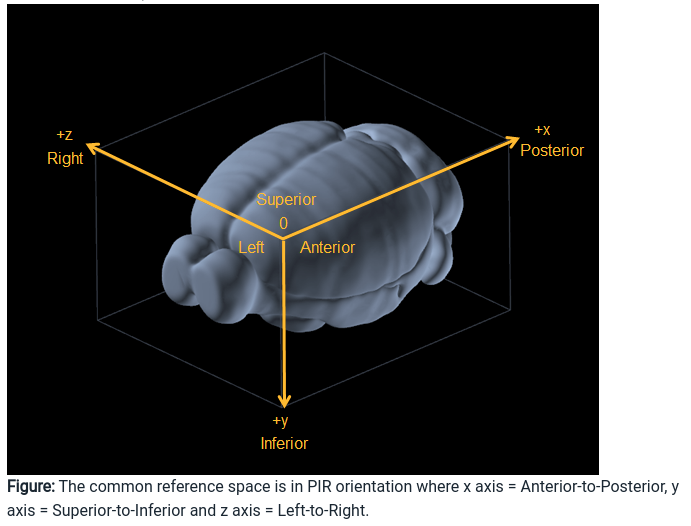 +z
Right
+x
Posterior
Superior
0
Left Anterior
+y
Inferior
Figure: The common reference space is in PIR orientation where x axis = Anterior-to-Posterior, y
axis = Superior-to-Inferior and z axis = Left-to-Right.